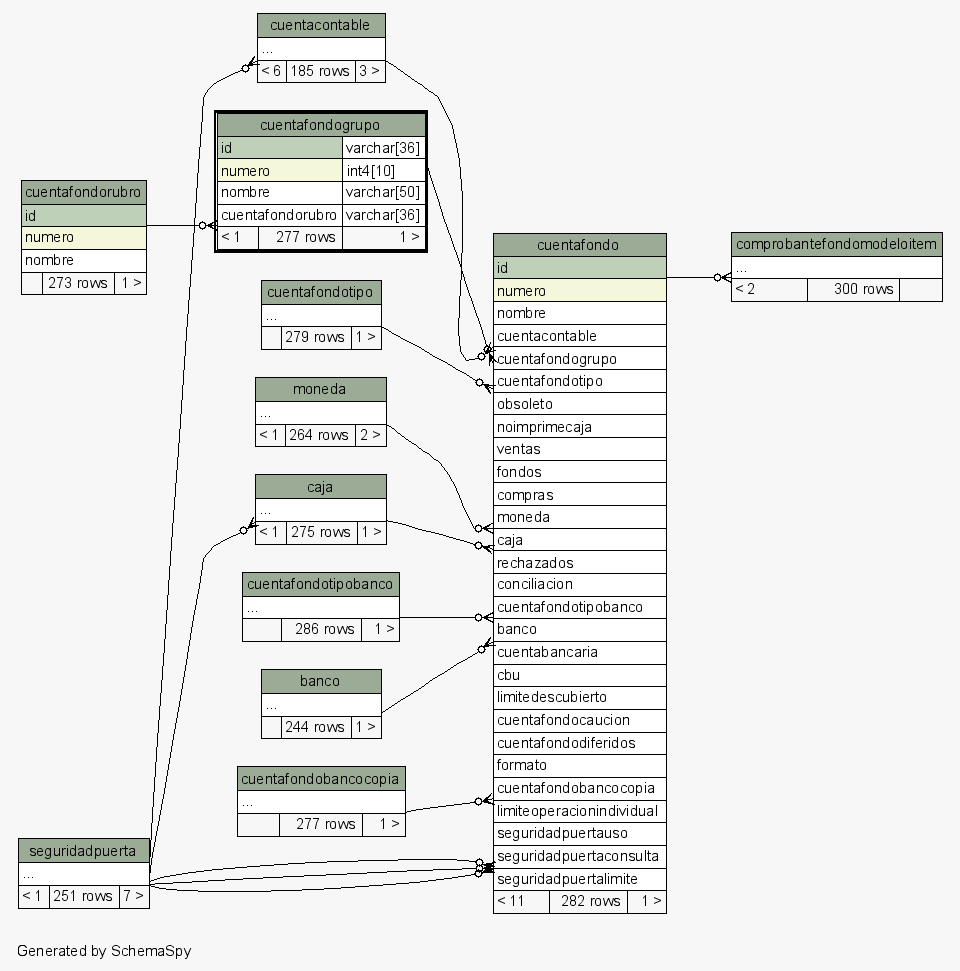 cuentacontable
...
< 6 185 rows 3 >
cuentafondogrupo
id varchar[36]
numero int4[10]
nombre varchar[50]
cuentafondorubro varchar[36]
< 1 277 rows 1 >
cuentafondorubro
id
numero
nombre
273 rows 1 >
cuentafondotipo
...
279 rows 1 >
moneda
...
< 1 264 rows 2 >
caja
...
< 1 275 rows 1 >
cuentafondotipobanco
...
286 rows 1 >
banco
...
244 rows 1 >
cuentafondobancocopia
...
277 rows 1 >
seguridadpuerta
...
< 1 251 rows 7 >
cuentafondo
id
numero
nombre
cuentacontable
cuentafondogrupo
cuentafondotipo
obsoleto
noimprimecaja
ventas
fondos
compras
moneda
caja
rechazados
conciliacion
cuentafondotipobanco
banco
cuentabancaria
cbu
limitedescubierto
cuentafondocaucion
cuentafondodiferidos
formato
cuentafondobancocopia
limiteoperacionindividual
seguridadpuertauso
seguridadpuertaconsulta
seguridadpuertalimite
< 11 282 rows 1 >
comprobantefondomodeloitem
...
< 2 300 rows
Generated by SchemaSpy